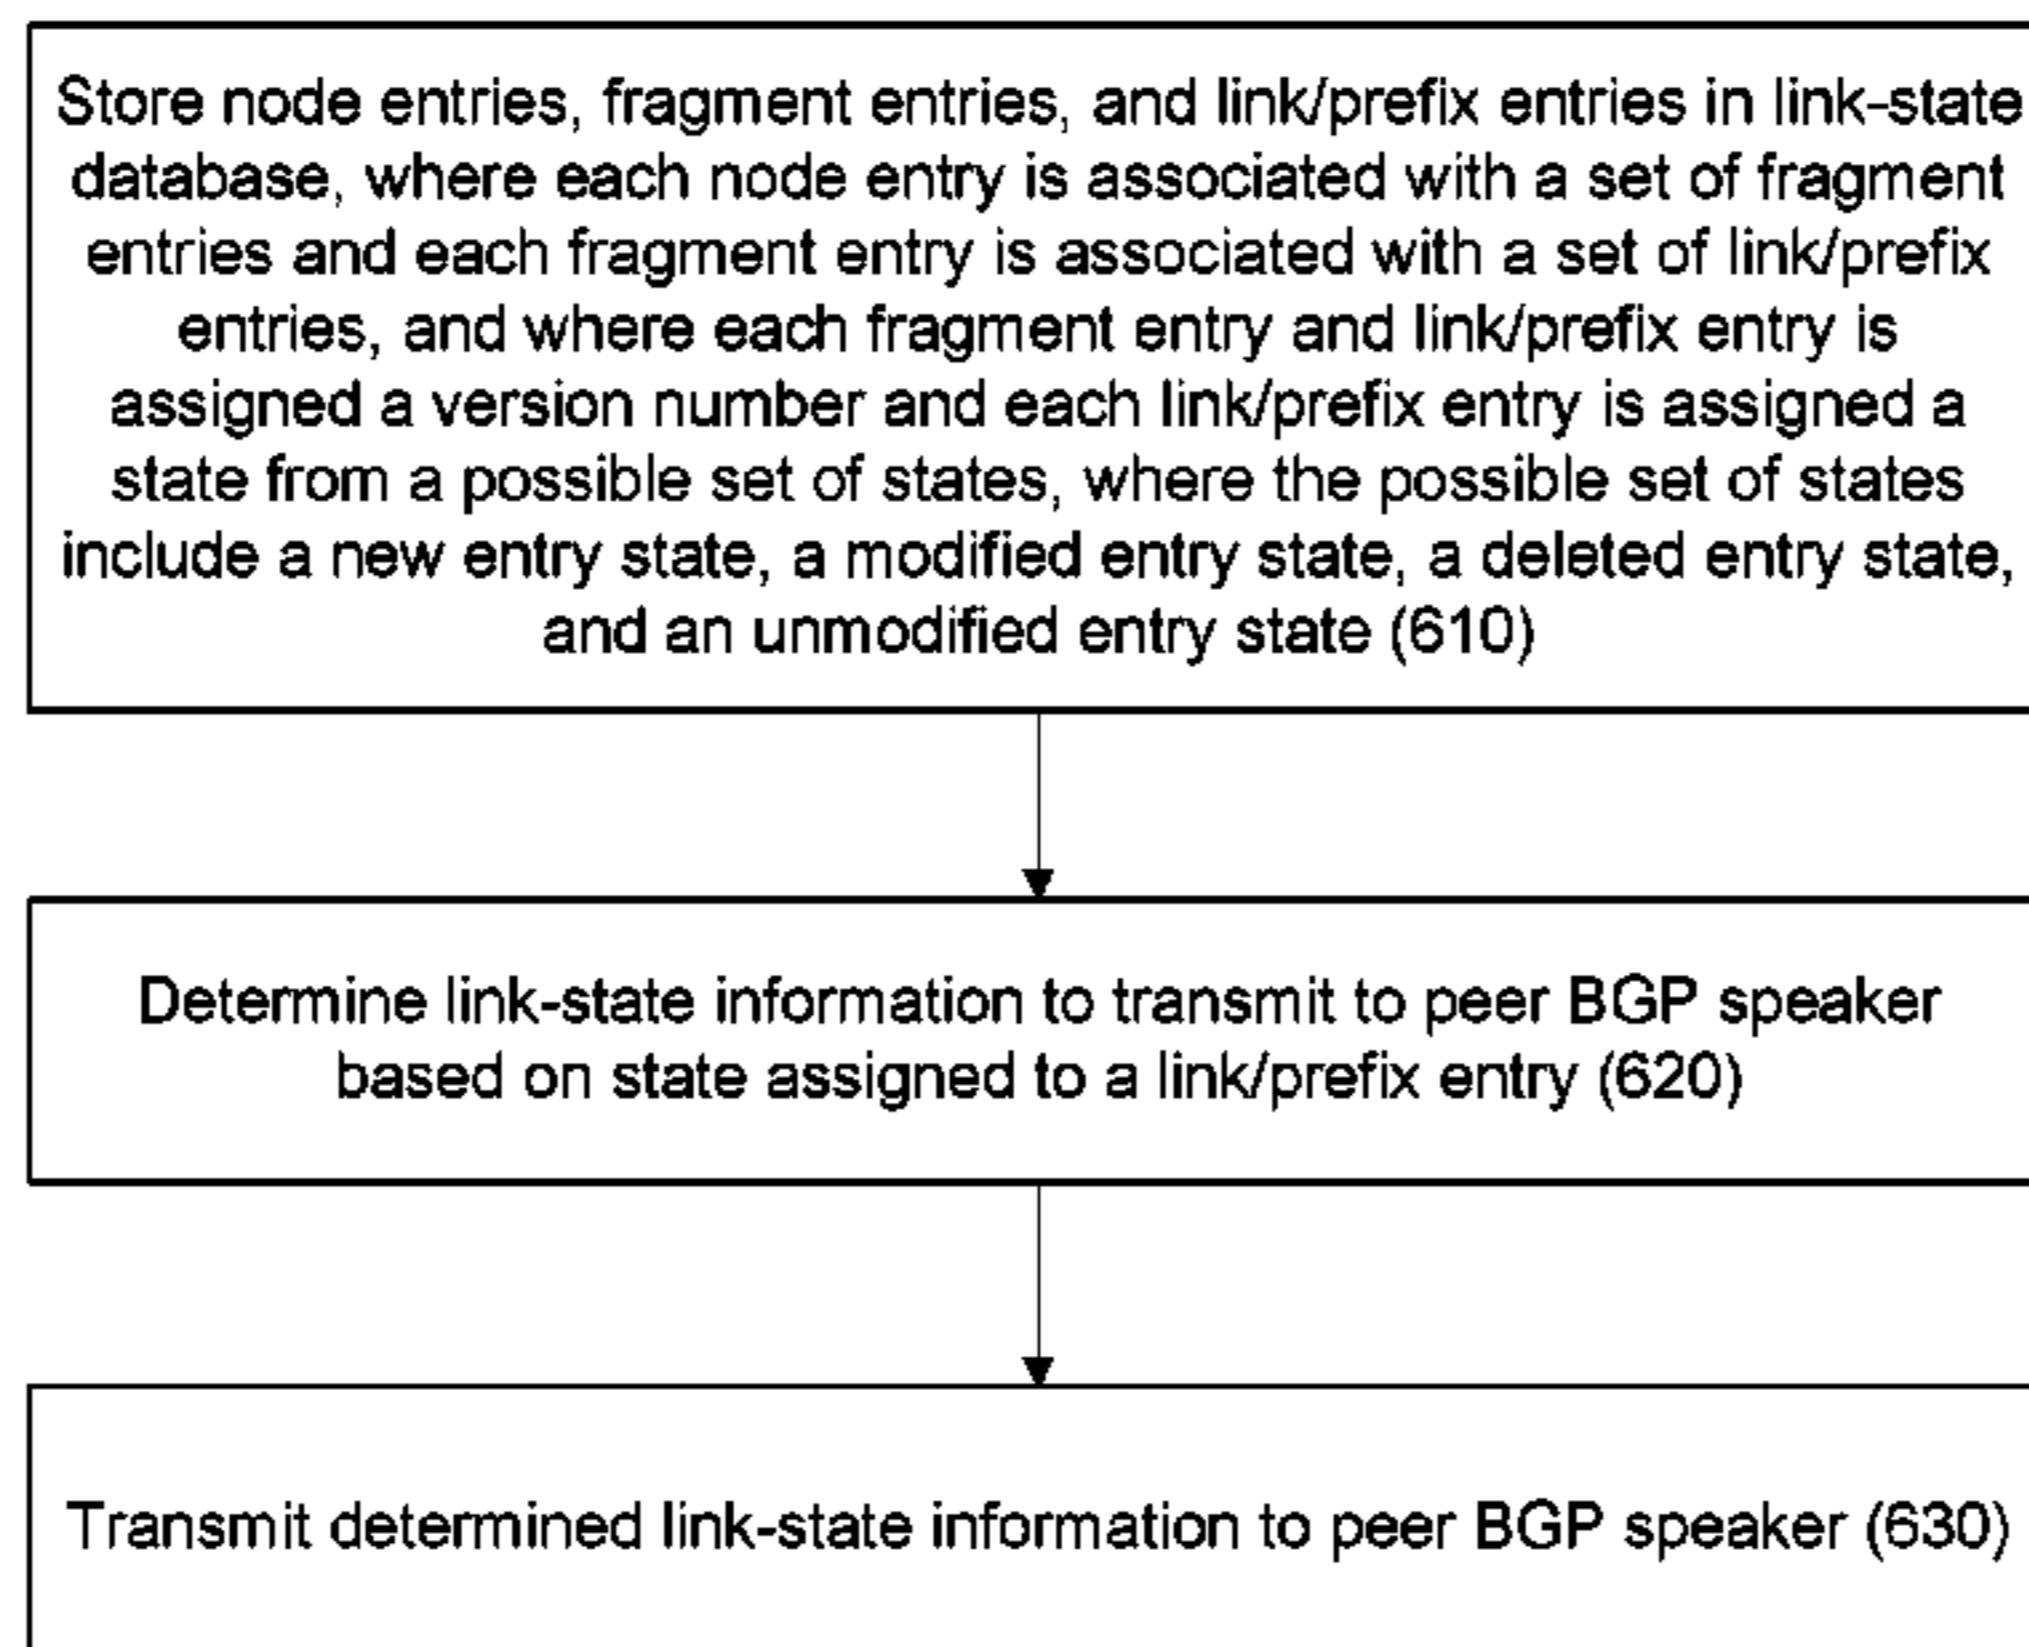 Store node entries, fragment entries, and link/prefix entries in link-state
database, where each node entry is associated with a set of fragment
entries and each fragment entry is associated with a set of link/prefix
entries, and where each fragment entry and link/prefix entry is
assigned a version number and each link/prefix entry is assigned a
state from a possible set of states, where the possible set of states
include a new entry state, a modified entry state, a deleted entry state,
and an unmodified entry state (610)
Determine link-state information to transmit to peer BGP speaker
based on state assigned to a link/prefix entry (620)
Transmit determined link-state information to peer BGP speaker (630)